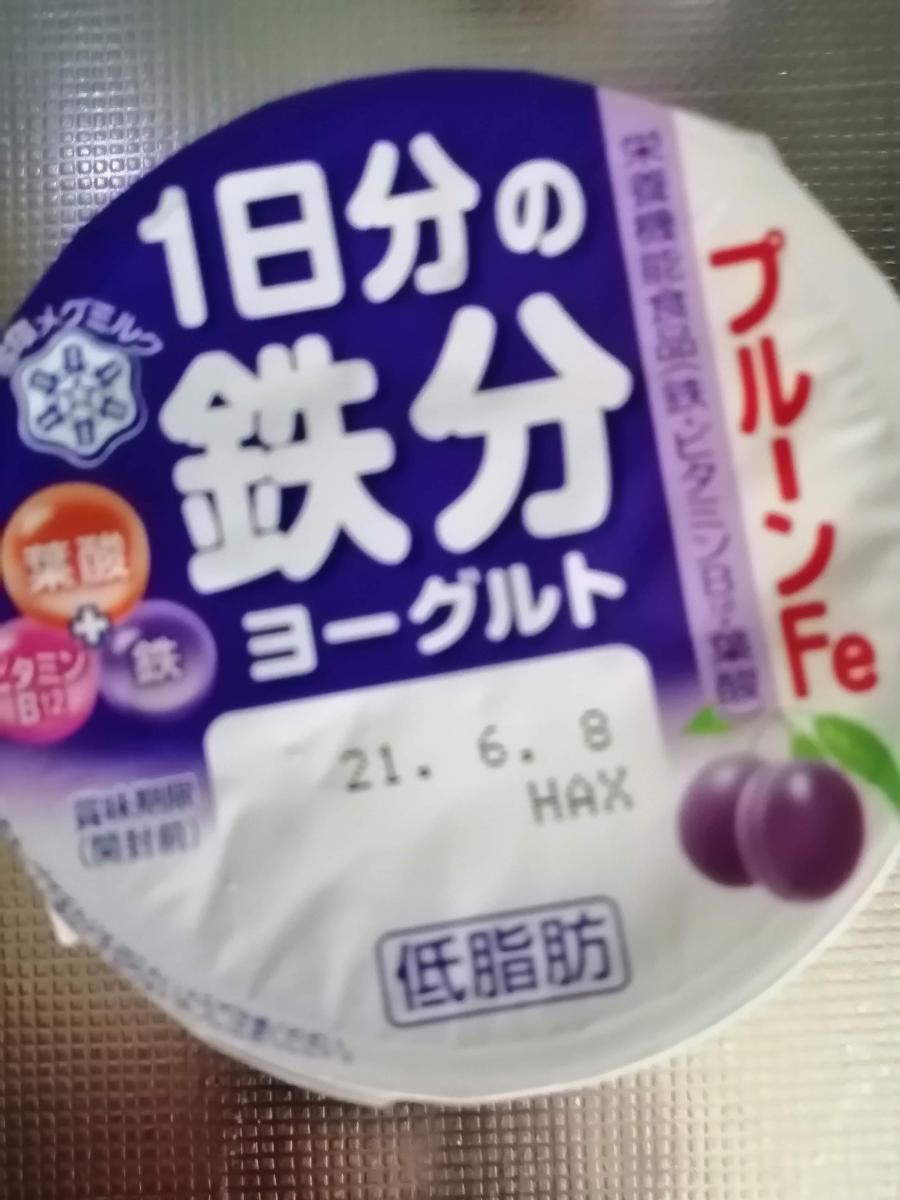 1日分の
鉄分
ヨーグルト
メグミルク
葉酸
+
ビタミン
B12
鉄
栄養機能食品(鉄・ビタミンB12・葉酸)
プルーンFe
21. 6. 8
HAX
賞味期限
(開封前)
低脂肪